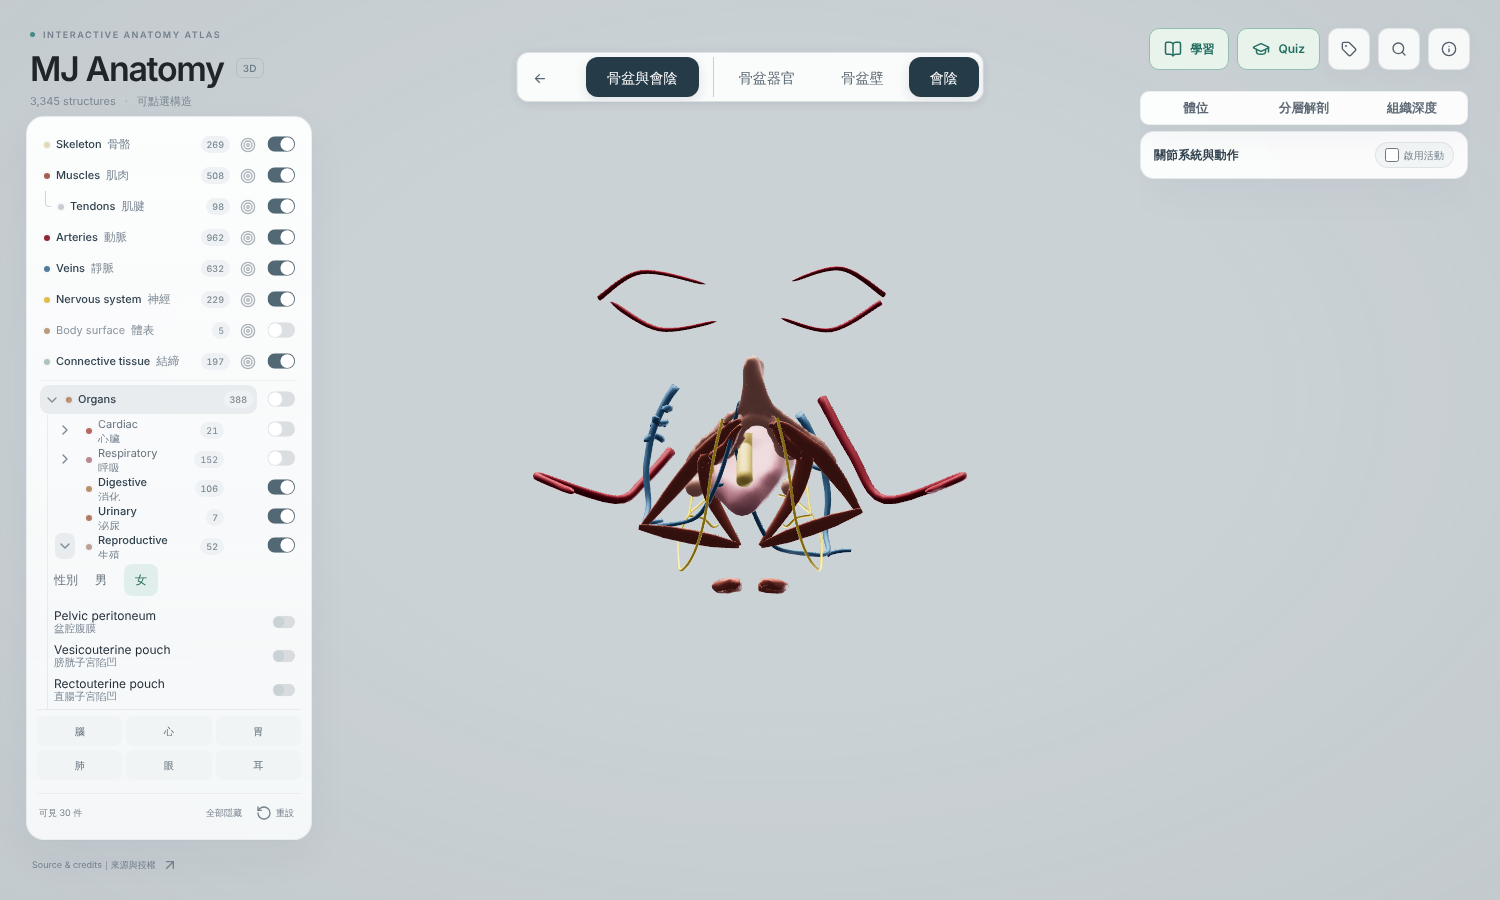 INTERACTIVE ANATOMY ATLAS
MJ Anatomy 3D
3,345 structures · 可點選構造
骨盆與會陰 骨盆器官 骨盆壁 會陰
學習 Quiz
體位 分層解剖 組織深度
關節系統與動作 啟用活動
Skeleton 骨骼 269
Muscles 肌肉 508
Tendons 肌腱 98
Arteries 動脈 962
Veins 靜脈 632
Nervous system 神經 229
Body surface 體表 5
Connective tissue 結締 197
Organs 388
Cardiac 21
心臟
Respiratory 152
呼吸
Digestive 106
消化
Urinary 7
泌尿
Reproductive 52
生殖
性別 男 女
Pelvic peritoneum
盆腔腹膜
Vesicouterine pouch
膀胱子宮陷凹
Rectouterine pouch
直腸子宮陷凹
腦 心 胃
肺 眼 耳
可見 30 件 全部隱藏 重設
Source & credits | 來源與授權